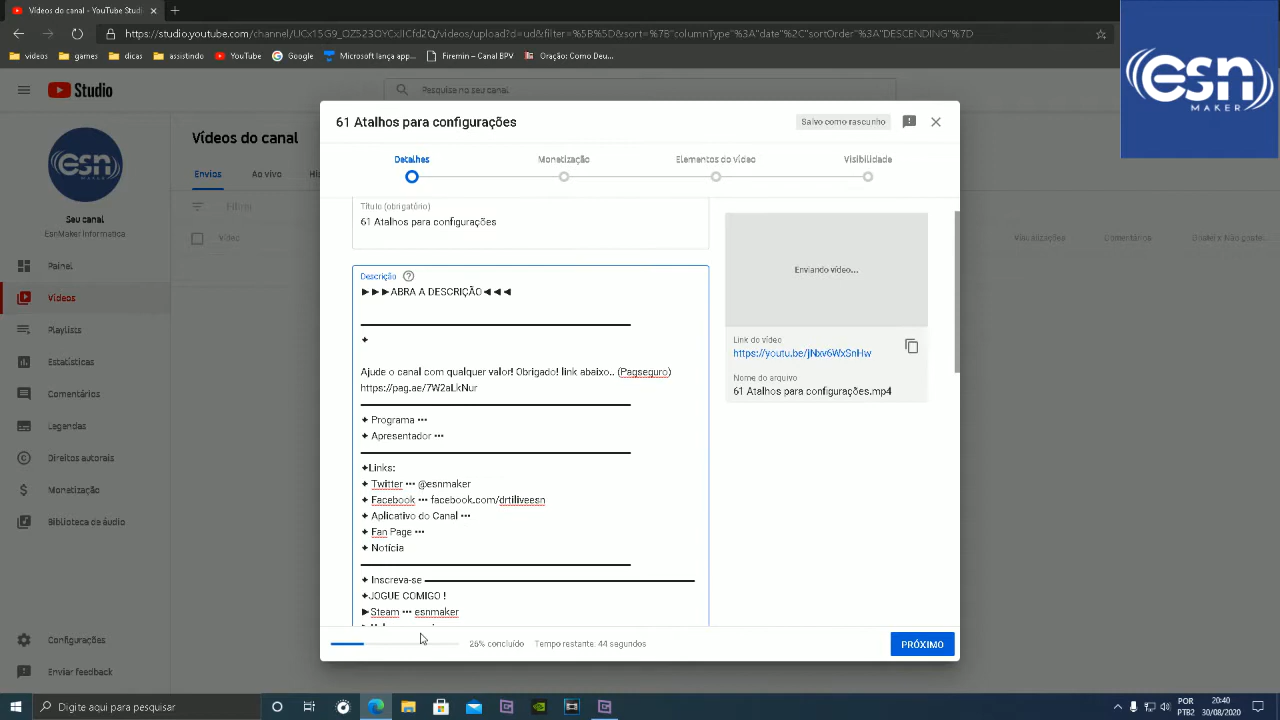 Vídeos do canal - YouTube Studio
https://studio.youtube.com/channel/UCx15G9_OZ523OYCxJICfd2Q/videos/upload?d=ud&filter=%5B%5D&sort=%7B"columnType"%3A"date"%2C"sortOrder"%3A"DESCENDING"%7D
videos
canal
dicas
assistindo
YouTube
Google
Microsoft lança app...
Firemin – Canal BPV
Oração: Como Deu...
esn
MAKER
Studio
Pesquise no seu canal
esn
MAKER
Seu canal
EsnMaker Informatica
Painel
Vídeos
Playlists
Estatísticas
Comentários
Legendas
Direitos autorais
Monetização
Biblioteca de áudio
Configurações
Enviar feedback
Vídeos do canal
Envios
Ao vivo
Filtrar
Vídeo
Visualizações
Comentários
61 Atalhos para configurações
Salvo como rascunho
Detalhes
Monetização
Elementos do vídeo
Visibilidade
Título (obrigatório)
61 Atalhos para configurações
Descrição
►►►ABRA A DESCRIÇÃO◄◄◄
✦
Ajude o canal com qualquer valor! Obrigado! link abaixo.. (Pagseguro)
https://pag.ae/7W2aLkNur
✦ Programa •••
✦ Apresentador •••
✦Links:
✦ Twitter ••• @esnmaker
✦ Facebook ••• facebook.com/drtiliveesn
✦ Aplicativo do Canal •••
✦ Fan Page •••
✦ Notícia
✦ Inscreva-se
✦JOGUE COMIGO !
►Steam ••• esnmaker
Enviando vídeo...
Link do vídeo
https://youtu.be/jNxv6WxSnHw
Nome do arquivo
61 Atalhos para configurações.mp4
26% concluído
Tempo restante: 44 segundos
PRÓXIMO
Digite aqui para pesquisar
POR
PTB2
20:40
30/08/2020